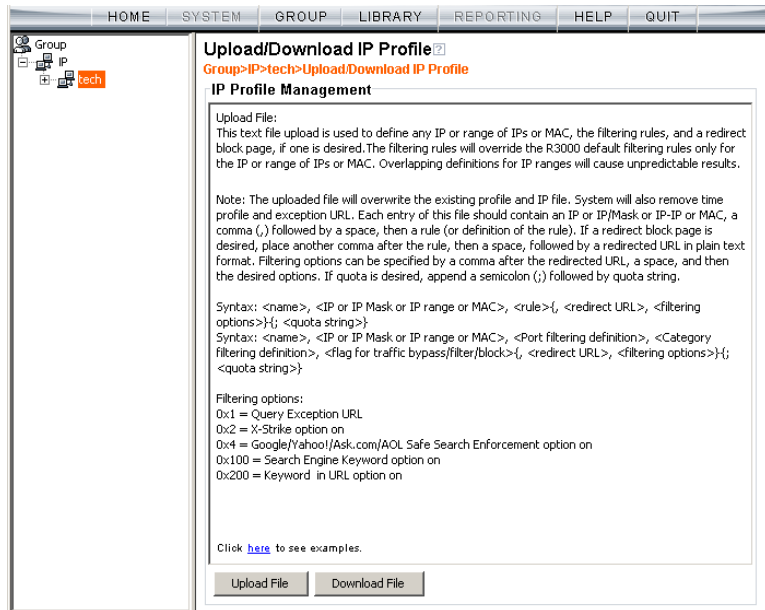 HOME SYSTEM GROUP LIBRARY REPORTING HELP QUIT
Group
IP
tech
Upload/Download IP Profile
Group>IP>tech>Upload/Download IP Profile
IP Profile Management
Upload File:
This text file upload is used to define any IP or range of IPs or MAC, the filtering rules, and a redirect
block page, if one is desired.The filtering rules will override the R3000 default filtering rules only for
the IP or range of IPs or MAC. Overlapping definitions for IP ranges will cause unpredictable results.
Note: The uploaded file will overwrite the existing profile and IP file. System will also remove time
profile and exception URL. Each entry of this file should contain an IP or IP/Mask or IP-IP or MAC, a
comma (,) followed by a space, then a rule (or definition of the rule). If a redirect block page is
desired, place another comma after the rule, then a space, followed by a redirected URL in plain text
format. Filtering options can be specified by a comma after the redirected URL, a space, and then
the desired options. If quota is desired, append a semicolon (;) followed by quota string.
Syntax: <name>, <IP or IP Mask or IP range or MAC>, <rule>{, <redirect URL>, <filtering
options>}{; <quota string>}
Syntax: <name>, <IP or IP Mask or IP range or MAC>, <Port filtering definition>, <Category
filtering definition>, <flag for traffic bypass/filter/block>{, <redirect URL>, <filtering options>}{;
<quota string>}
Filtering options:
0x1 = Query Exception URL
0x2 = X-Strike option on
0x4 = Google/Yahoo!/Ask.com/AOL Safe Search Enforcement option on
0x100 = Search Engine Keyword option on
0x200 = Keyword in URL option on
Click here to see examples.
Upload File Download File